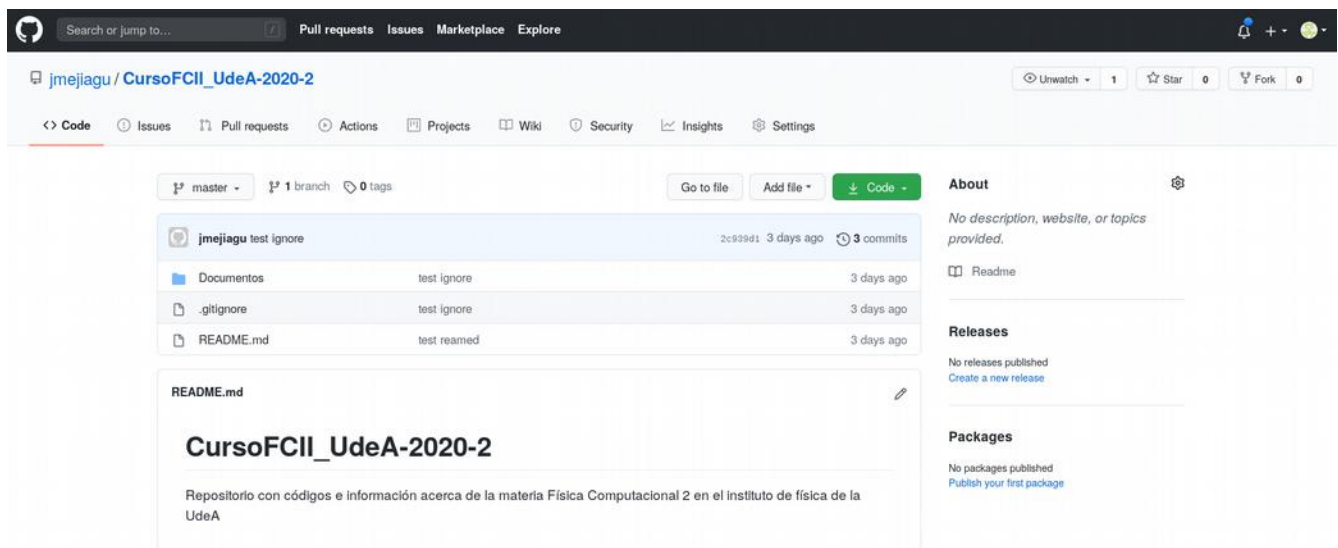 Search or jump to... / Pull requests Issues Marketplace Explore
jmejiagu / CursoFCII_UdeA-2020-2 Unwatch 1 Star 0 Fork 0
<> Code Issues Pull requests Actions Projects Wiki Security Insights Settings
master 1 branch 0 tags Go to file Add file Code About
No description, website, or topics
provided.
jmejiagu test ignore 2c939d1 3 days ago 3 commits
Readme
Documentos test ignore 3 days ago
.gitignore test ignore 3 days ago
README.md test reamed 3 days ago
Releases
No releases published
Create a new release
README.md
CursoFCII_UdeA-2020-2
Packages
No packages published
Publish your first package
Repositorio con códigos e información acerca de la materia Física Computacional 2 en el instituto de física de la
UdeA